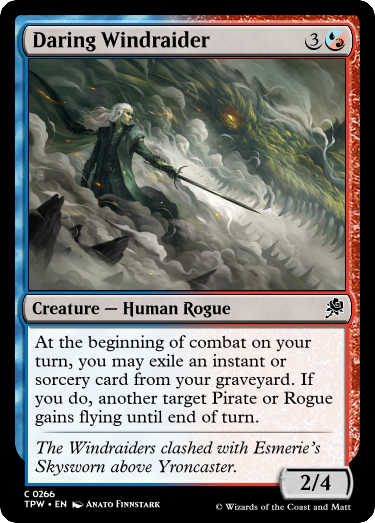 Daring Windraider 3
Creature — Human Rogue
At the beginning of combat on your
turn, you may exile an instant or
sorcery card from your graveyard. If
you do, another target Pirate or Rogue
gains flying until end of turn.
The Windraiders clashed with Esmerie's
Skysworn above Yroncaster.
2/4
C 0266
TPW • EN Anato Finnstark
© Wizards of the Coast and Matt